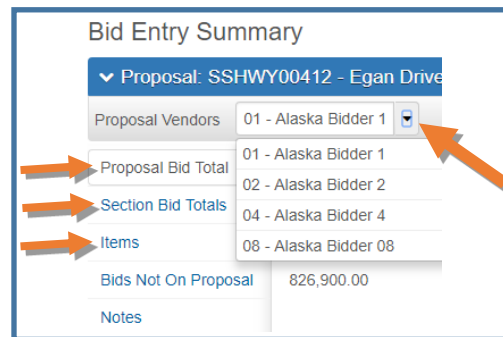 Bid Entry Summary
Proposal: SSHWY00412 - Egan Drive
Proposal Vendors 01 - Alaska Bidder 1
Proposal Bid Total 01 - Alaska Bidder 1
02 - Alaska Bidder 2
Section Bid Totals
04 - Alaska Bidder 4
Items 08 - Alaska Bidder 08
Bids Not On Proposal 826,900.00
Notes